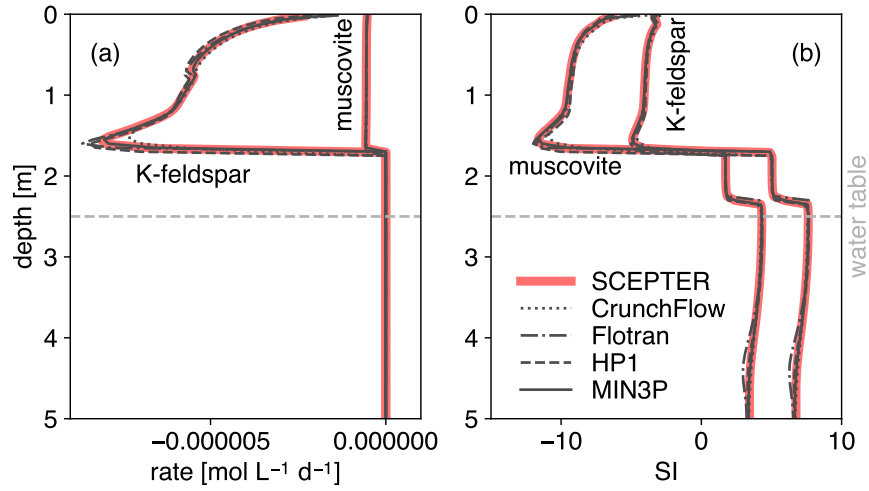 (a)
muscovite
K-feldspar
0
1
2
3
4
5
depth [m]
−0.000005
0.000000
rate [mol L⁻¹ d⁻¹]
(b)
K-feldspar
muscovite
water table
SCEPTER
CrunchFlow
Flotran
HP1
MIN3P
0
1
2
3
4
5
−10
0
10
SI